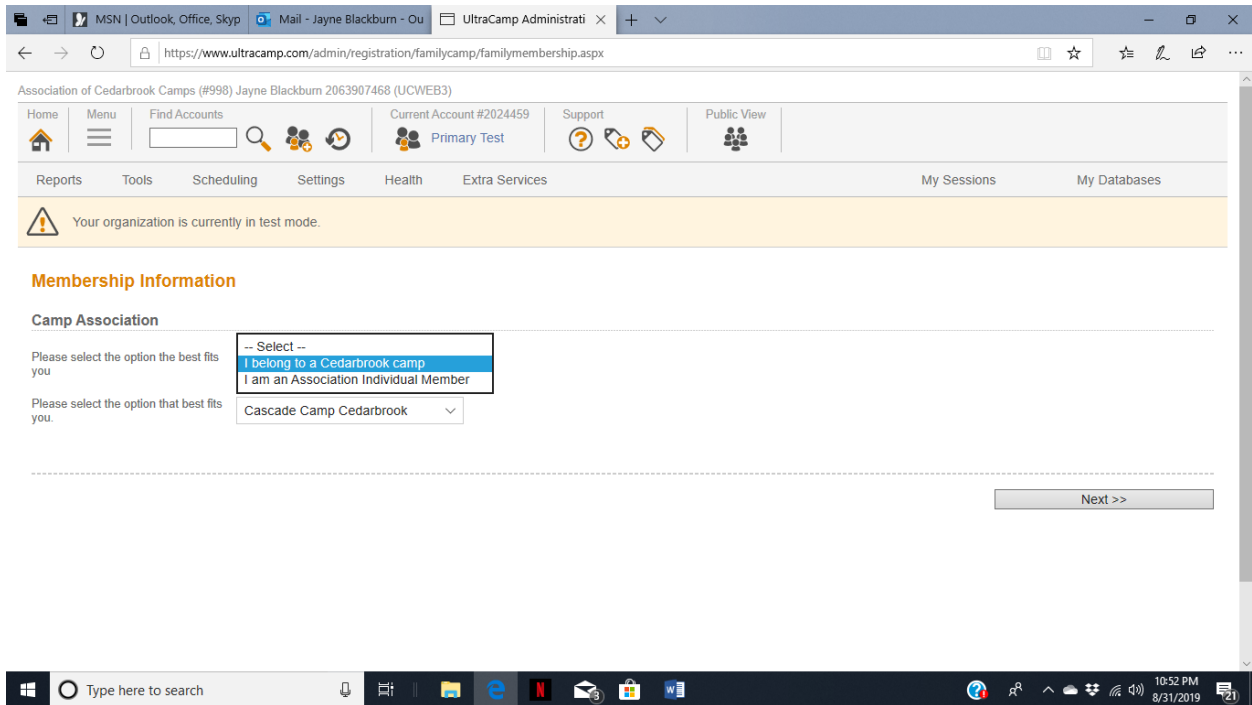 MSN | Outlook, Office, Skyp
Mail - Jayne Blackburn - Ou
UltraCamp Administrati
https://www.ultracamp.com/admin/registration/familycamp/familymembership.aspx
Association of Cedarbrook Camps (#998) Jayne Blackburn 2063907468 (UCWEB3)
Home Menu Find Accounts Current Account #2024459 Support Public View
Primary Test
Reports Tools Scheduling Settings Health Extra Services My Sessions My Databases
Your organization is currently in test mode.
Membership Information
Camp Association
Please select the option the best fits
you
-- Select --
I belong to a Cedarbrook camp
I am an Association Individual Member
Please select the option that best fits
you.
Cascade Camp Cedarbrook
Next >>
Type here to search
3
10:52 PM
8/31/2019
21